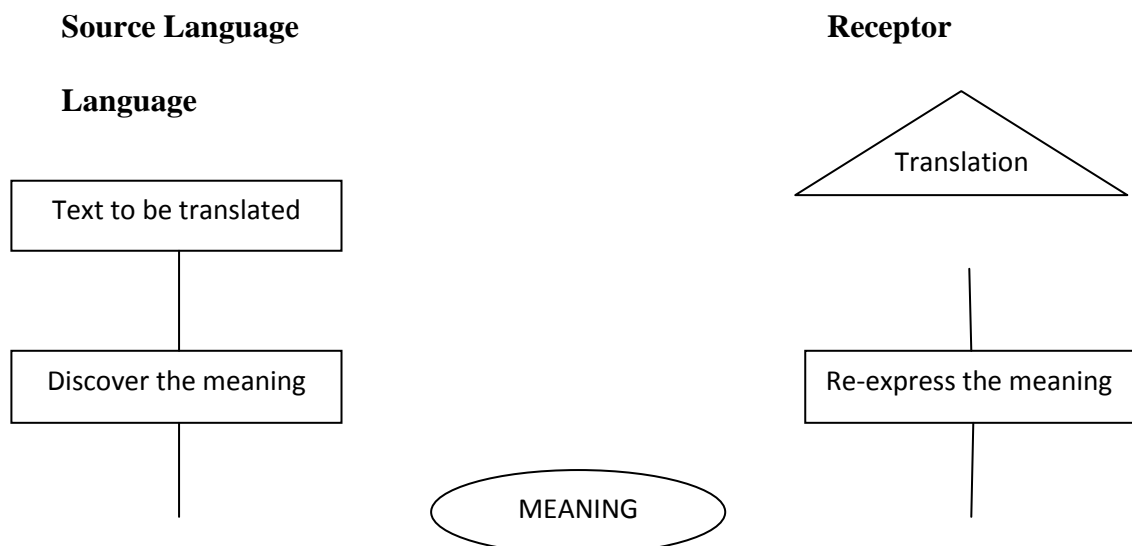 Source Language Receptor
Language
Translation
Text to be translated
Discover the meaning Re-express the meaning
MEANING